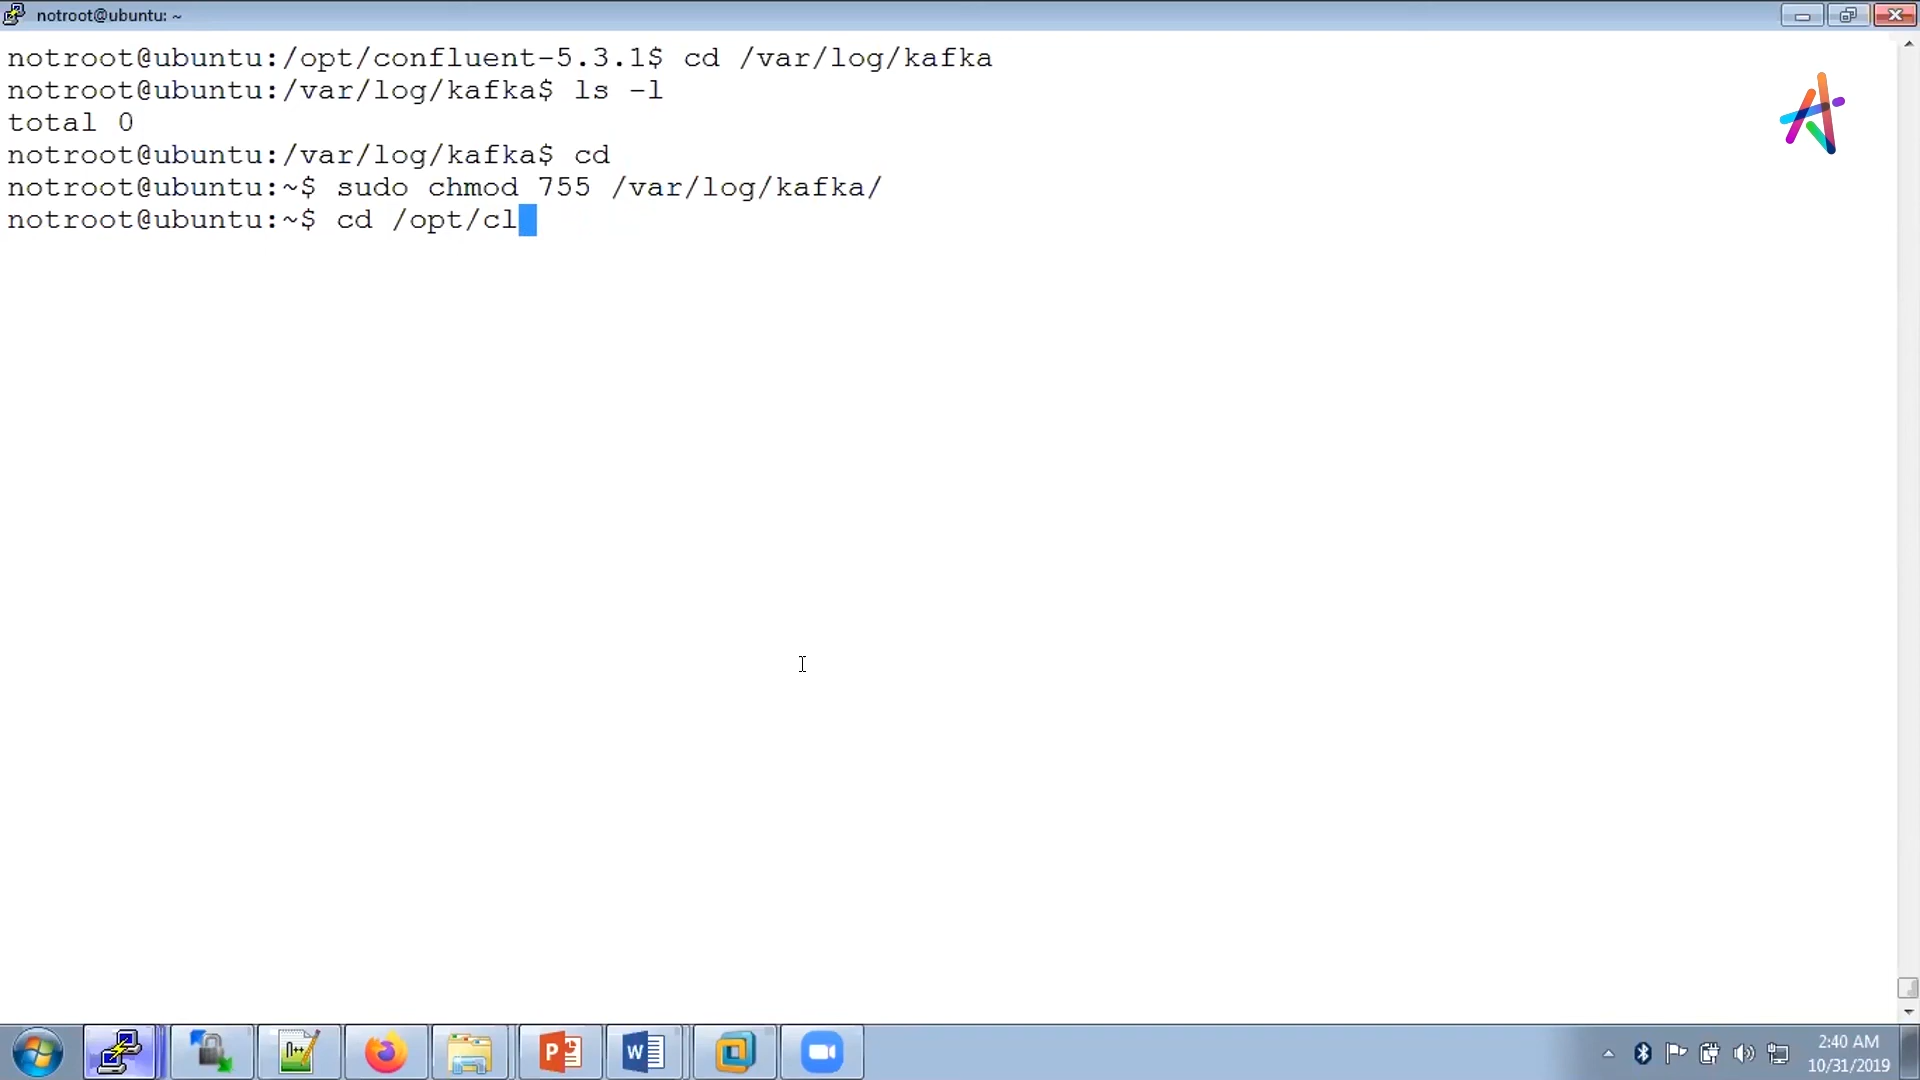 notroot@ubuntu: ~
notroot@ubuntu:/opt/confluent-5.3.1$ cd /var/log/kafka
notroot@ubuntu:/var/log/kafka$ ls -l
total 0
notroot@ubuntu:/var/log/kafka$ cd
notroot@ubuntu:~$ sudo chmod 755 /var/log/kafka/
notroot@ubuntu:~$ cd /opt/cl
2:40 AM
10/31/2019